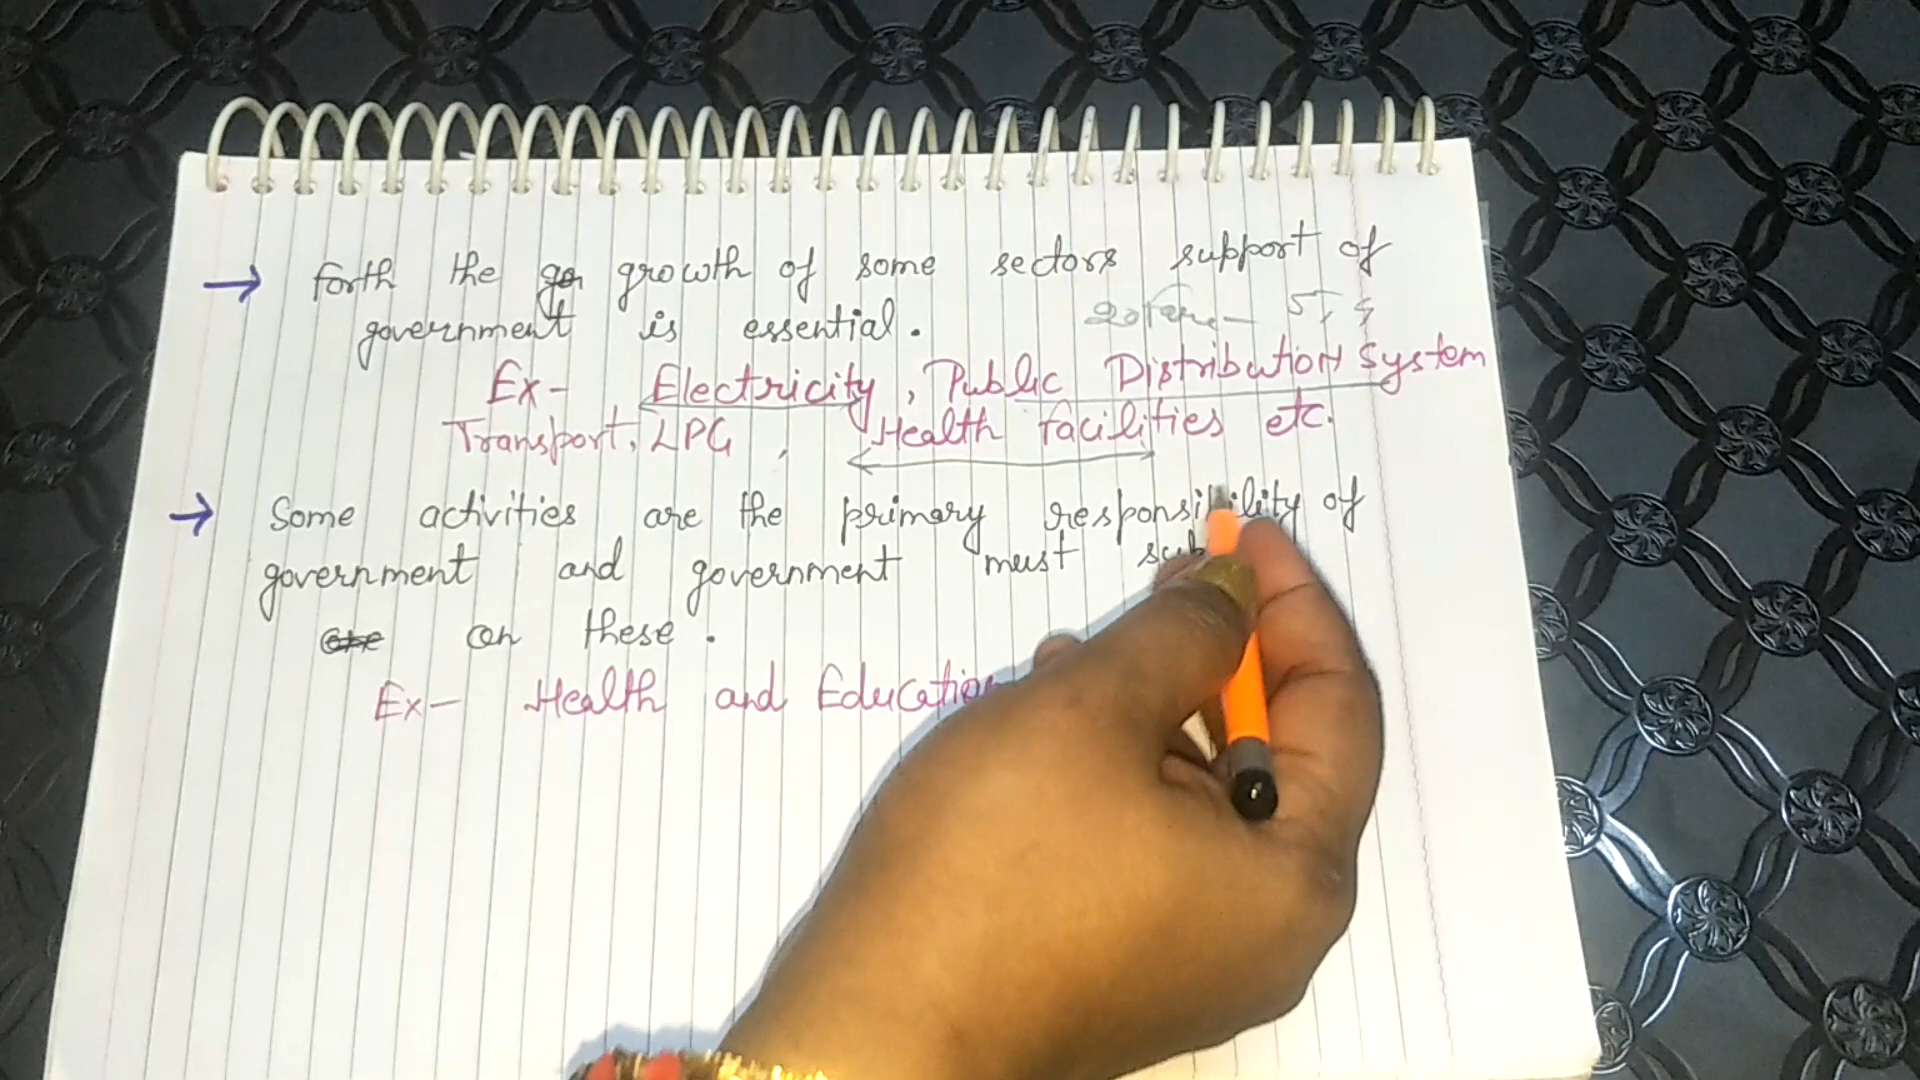 → forth the growth of some sectors support of
government is essential.
Ex- Electricity, Public Distribution System
Transport, LPG, Health facilities etc.
→ Some activities are the primary responsibility of
government and government must
on these.
Ex- Health and Education